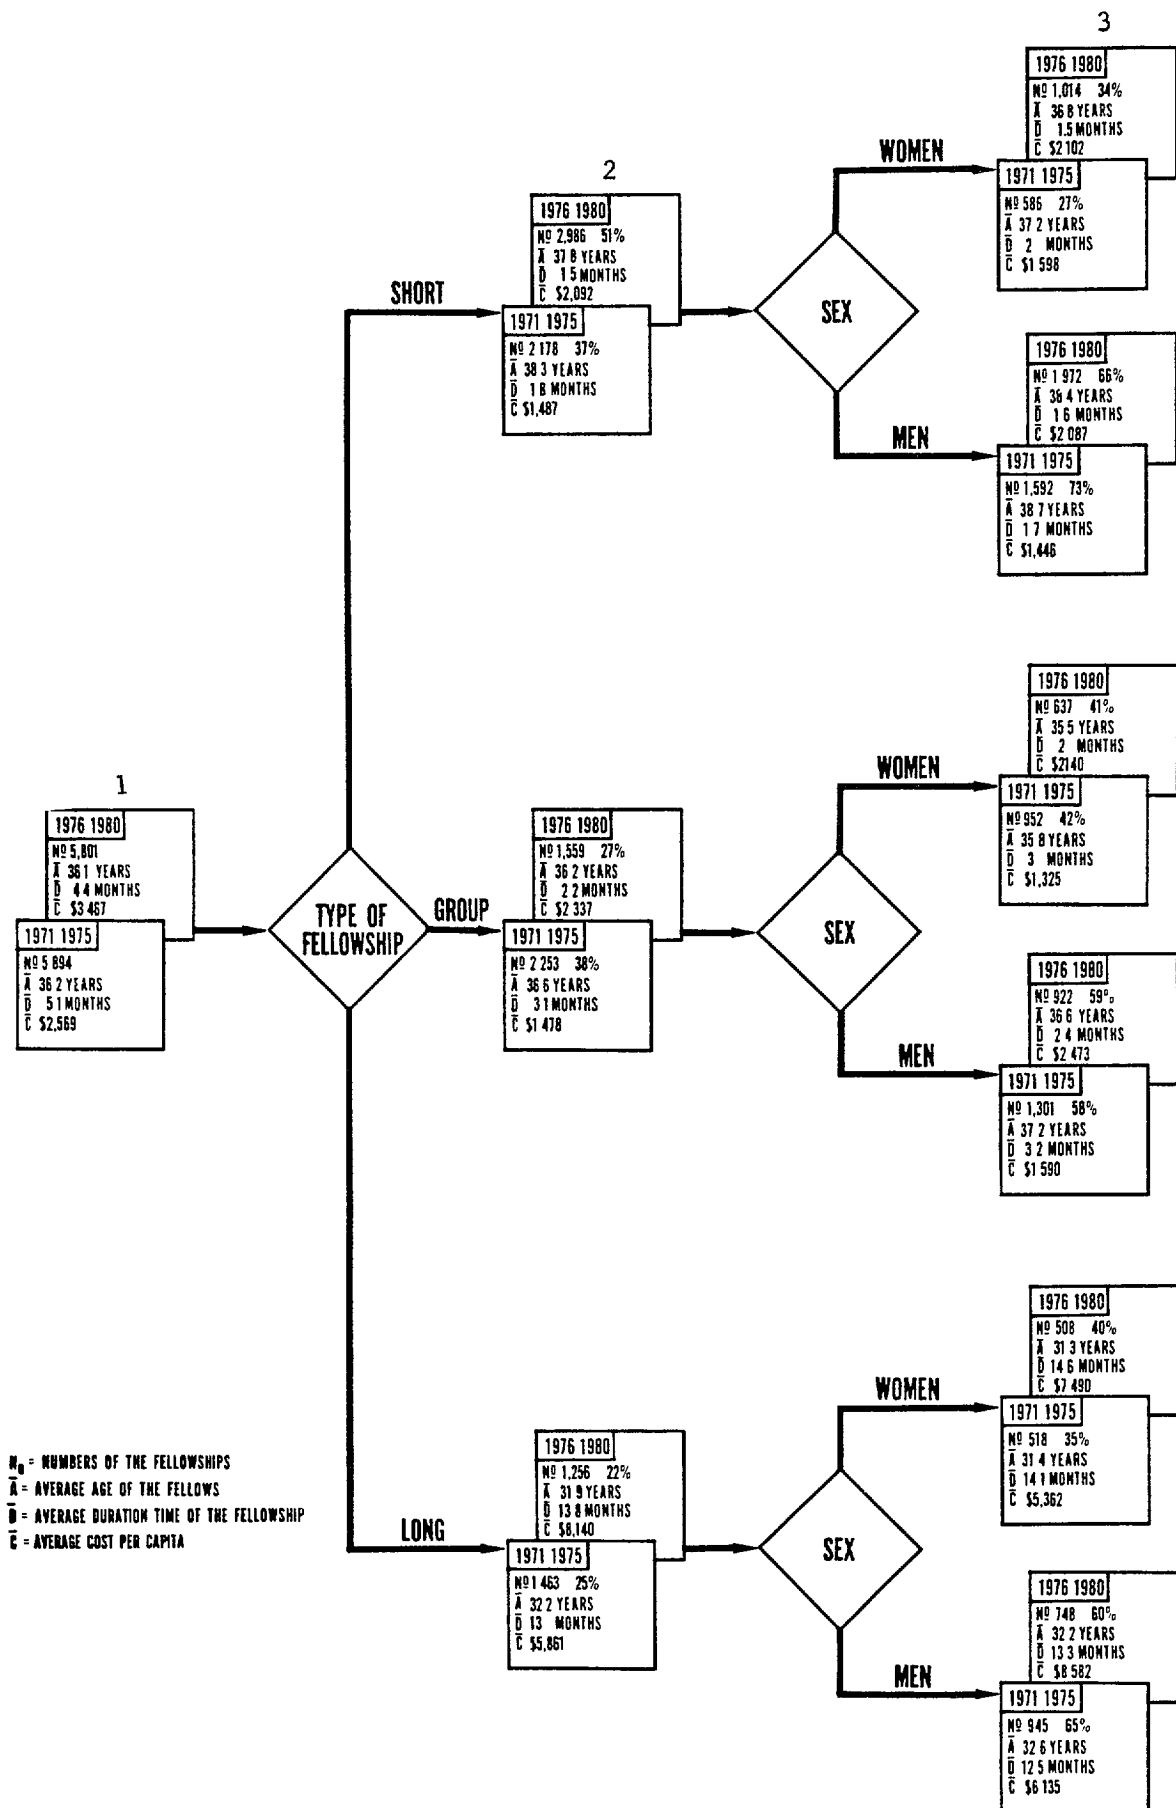 3
1976 1980
Nº 1,014 34%
A 36 8 YEARS
D 1.5 MONTHS
C $2 102
WOMEN
1971 1975
Nº 586 27%
A 37 2 YEARS
D 2 MONTHS
C $1 598
2
1976 1980
Nº 2,986 51%
A 37 8 YEARS
D 1 5 MONTHS
C $2,092
SHORT
1971 1975
Nº 2 178 37%
A 38 3 YEARS
D 1 8 MONTHS
C $1,487
SEX
1976 1980
Nº 1 972 66%
A 38 4 YEARS
D 1 6 MONTHS
C $2 087
MEN
1971 1975
Nº 1,592 73%
A 38 7 YEARS
D 1 7 MONTHS
C $1,446
1976 1980
Nº 637 41%
A 35 5 YEARS
D 2 MONTHS
C $2140
WOMEN
1971 1975
Nº 952 42%
A 35 8 YEARS
D 3 MONTHS
C $1,325
1
1976 1980
Nº 5,801
A 36 1 YEARS
D 4 4 MONTHS
C $3 467
1971 1975
Nº 5 894
A 36 2 YEARS
D 5 1 MONTHS
C $2,569
TYPE OF
FELLOWSHIP
GROUP
1976 1980
Nº 1,559 27%
A 36 2 YEARS
D 2 2 MONTHS
C $2 337
1971 1975
Nº 2 253 38%
A 36 6 YEARS
D 3 1 MONTHS
C $1 478
SEX
1976 1980
Nº 922 59%
A 36 6 YEARS
D 2 4 MONTHS
C $2 473
MEN
1971 1975
Nº 1,301 58%
A 37 2 YEARS
D 3 2 MONTHS
C $1 590
1976 1980
Nº 508 40%
A 31 3 YEARS
D 14 6 MONTHS
C $7 490
WOMEN
1971 1975
Nº 518 35%
A 31 4 YEARS
D 14 1 MONTHS
C $5,362
1976 1980
Nº 1,256 22%
A 31 9 YEARS
D 13 8 MONTHS
C $8,140
LONG
1971 1975
Nº 1 463 25%
A 32 2 YEARS
D 13 MONTHS
C $5,861
SEX
1976 1980
Nº 748 60%
A 32 2 YEARS
D 13 3 MONTHS
C $8 582
MEN
1971 1975
Nº 945 65%
A 32 6 YEARS
D 12 5 MONTHS
C $6 135
Nº = NUMBERS OF THE FELLOWSHIPS
A = AVERAGE AGE OF THE FELLOWS
D = AVERAGE DURATION TIME OF THE FELLOWSHIP
C = AVERAGE COST PER CAPITA